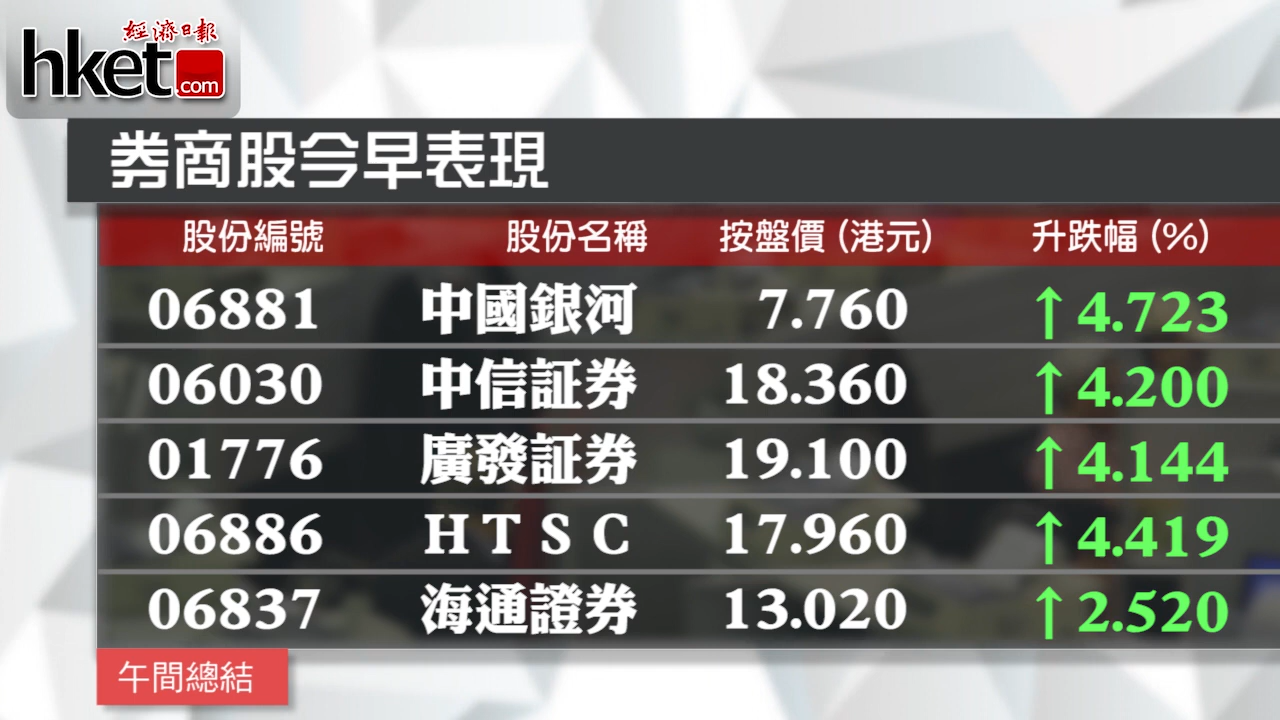 經濟日報
hket.com
券商股今早表現
股份編號 股份名稱 按盤價(港元) 升跌幅(%)
06881 中國銀河 7.760 ↑4.723
06030 中信証券 18.360 ↑4.200
01776 廣發証券 19.100 ↑4.144
06886 HTSC 17.960 ↑4.419
06837 海通證券 13.020 ↑2.520
午間總結